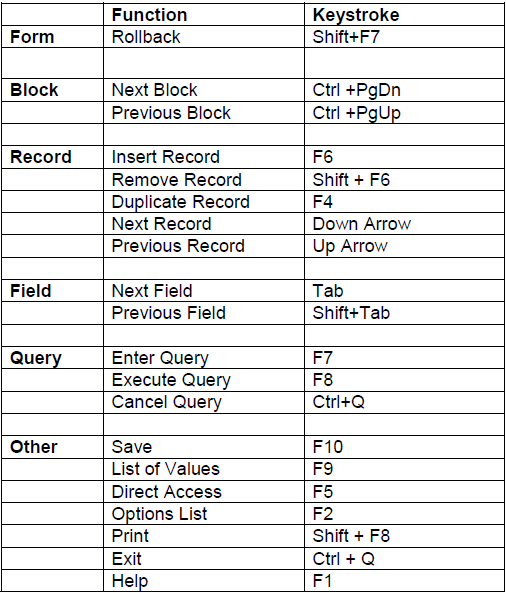 Function Keystroke
Form Rollback Shift+F7
Block Next Block Ctrl +PgDn
Previous Block Ctrl +PgUp
Record Insert Record F6
Remove Record Shift + F6
Duplicate Record F4
Next Record Down Arrow
Previous Record Up Arrow
Field Next Field Tab
Previous Field Shift+Tab
Query Enter Query F7
Execute Query F8
Cancel Query Ctrl+Q
Other Save F10
List of Values F9
Direct Access F5
Options List F2
Print Shift + F8
Exit Ctrl + Q
Help F1